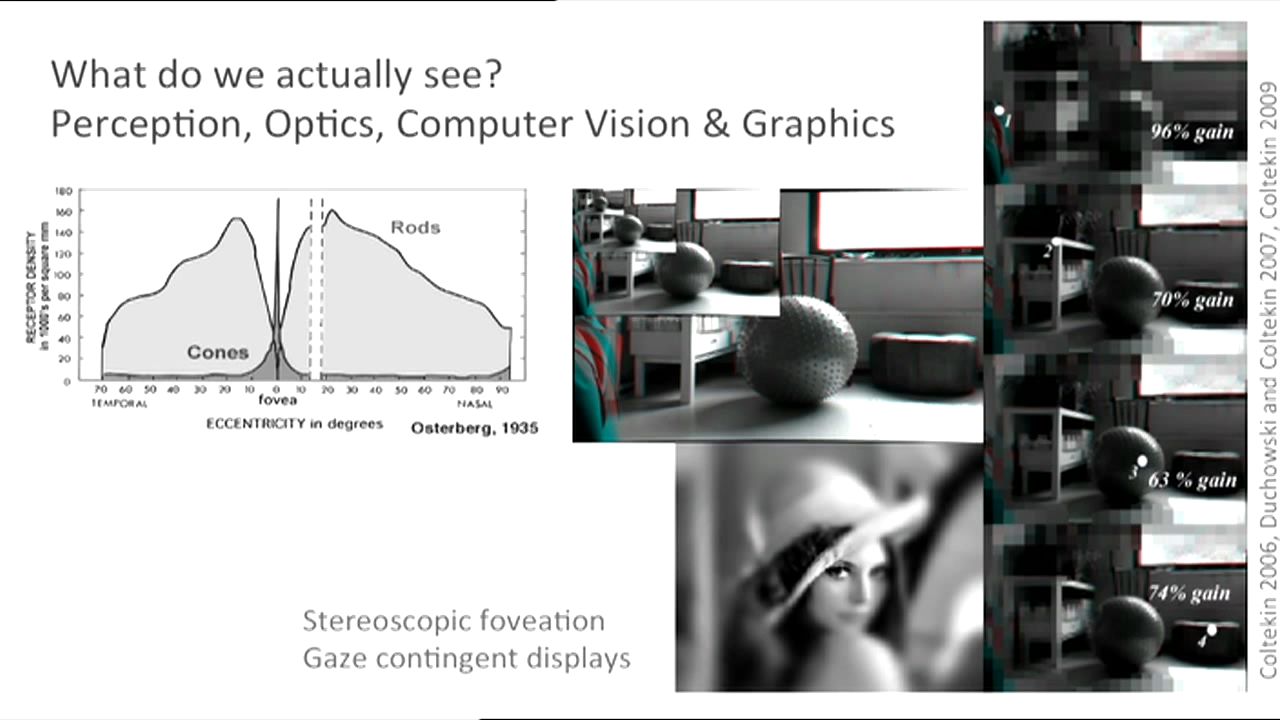 What do we actually see?
Perception, Optics, Computer Vision & Graphics
180
160
140
120
100
80
60
40
20
0
RECEPTOR DENSITY
in 1000's per square mm
Rods
Cones
70 60 50 40 30 20 10 0 10 20 30 40 50 60 70 80 90
TEMPORAL
fovea
NASAL
ECCENTRICITY in degrees
Osterberg, 1935
1
96% gain
2
70% gain
3
63 % gain
74% gain
4
Stereoscopic foveation
Gaze contingent displays
Coltekin 2006, Duchowski and Coltekin 2007, Coltekin 2009